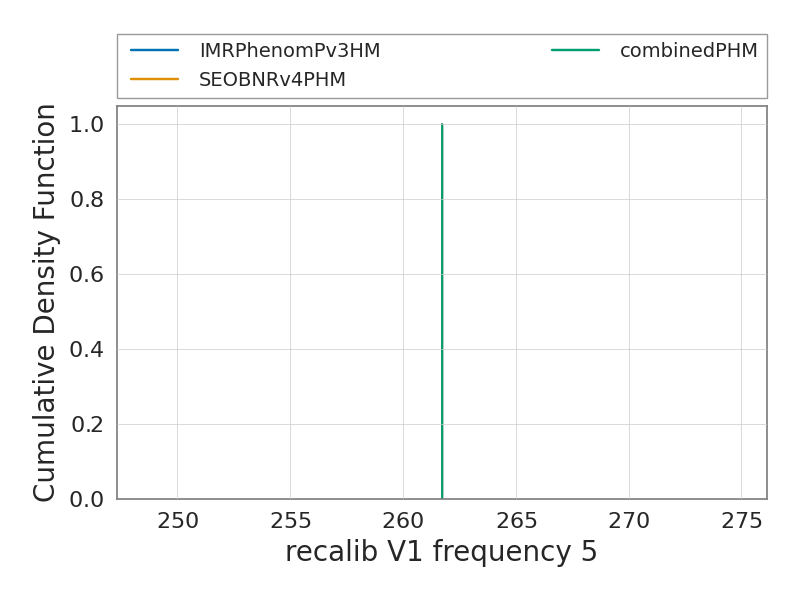 IMRPhenomPv3HM
SEOBNRv4PHM
combinedPHM
Cumulative Density Function
1.0
0.8
0.6
0.4
0.2
0.0
250 255 260 265 270 275
recalib V1 frequency 5